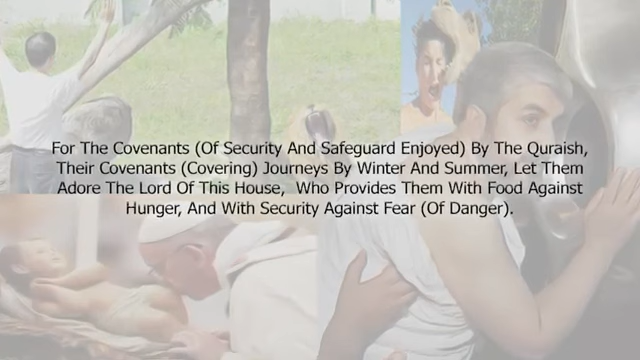 For The Covenants (Of Security And Safeguard Enjoyed) By The Quraish,
Their Covenants (Covering) Journeys By Winter And Summer, Let Them
Adore The Lord Of This House,  Who Provides Them With Food Against
Hunger, And With Security Against Fear (Of Danger).